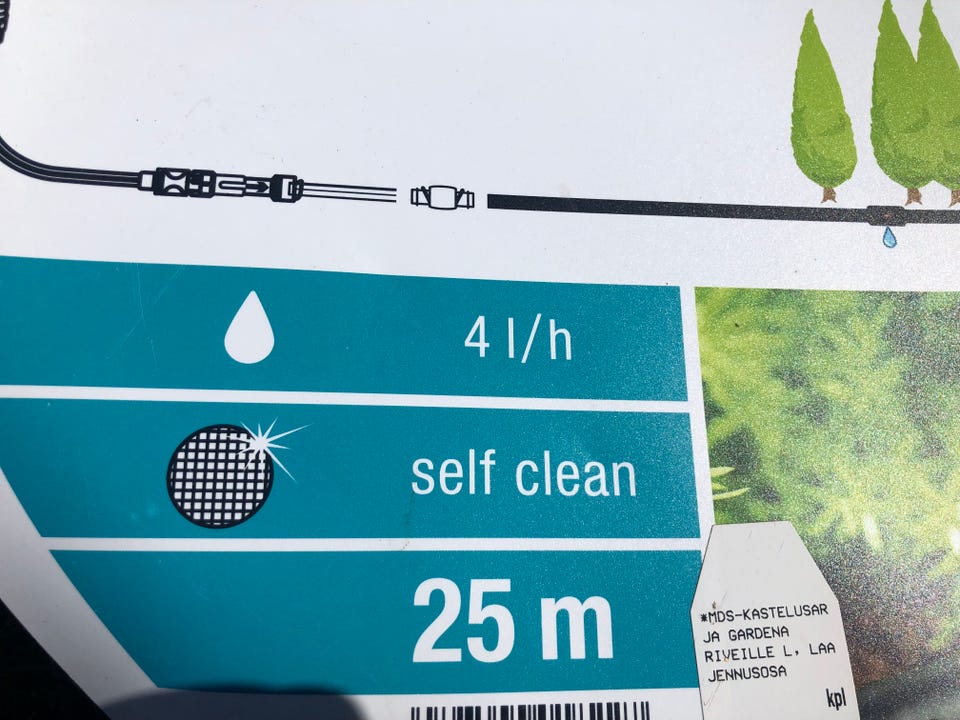 4 l/h
self clean
25 m
*MDS-KASTELUSAR
JA GARDENA
RIVEILLE L, LAA
JENNUSOSA
kpl